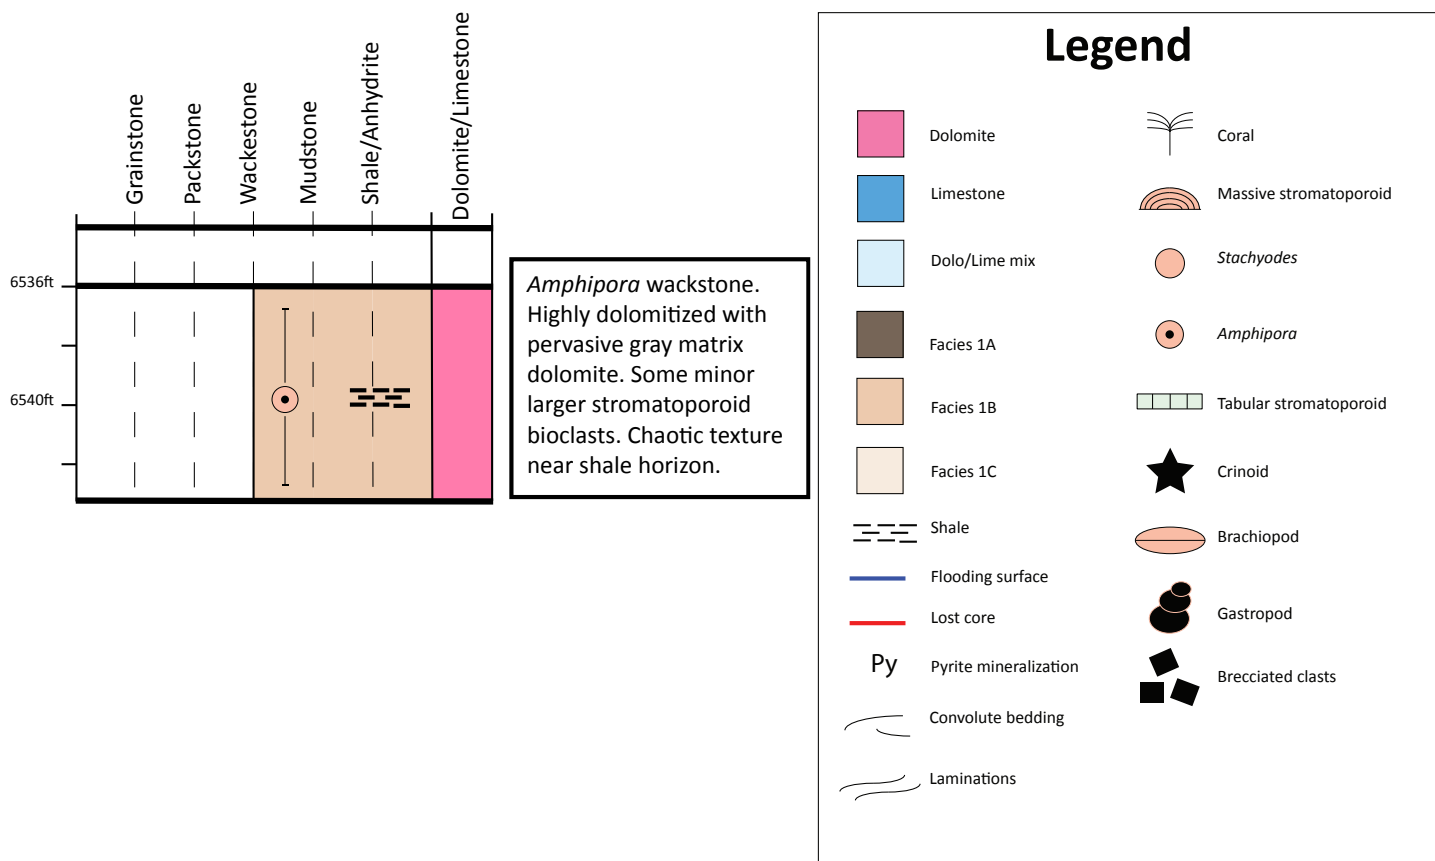 Grainstone
Packstone
Wackestone
Mudstone
Shale/Anhydrite
Dolomite/Limestone
6536ft
6540ft
Amphipora wackstone.
Highly dolomitized with
pervasive gray matrix
dolomite. Some minor
larger stromatoporoid
bioclasts. Chaotic texture
near shale horizon.
Legend
Dolomite
Limestone
Dolo/Lime mix
Facies 1A
Facies 1B
Facies 1C
Shale
Flooding surface
Lost core
Py Pyrite mineralization
Convolute bedding
Laminations
Coral
Massive stromatoporoid
Stachyodes
Amphipora
Tabular stromatoporoid
Crinoid
Brachiopod
Gastropod
Brecciated clasts